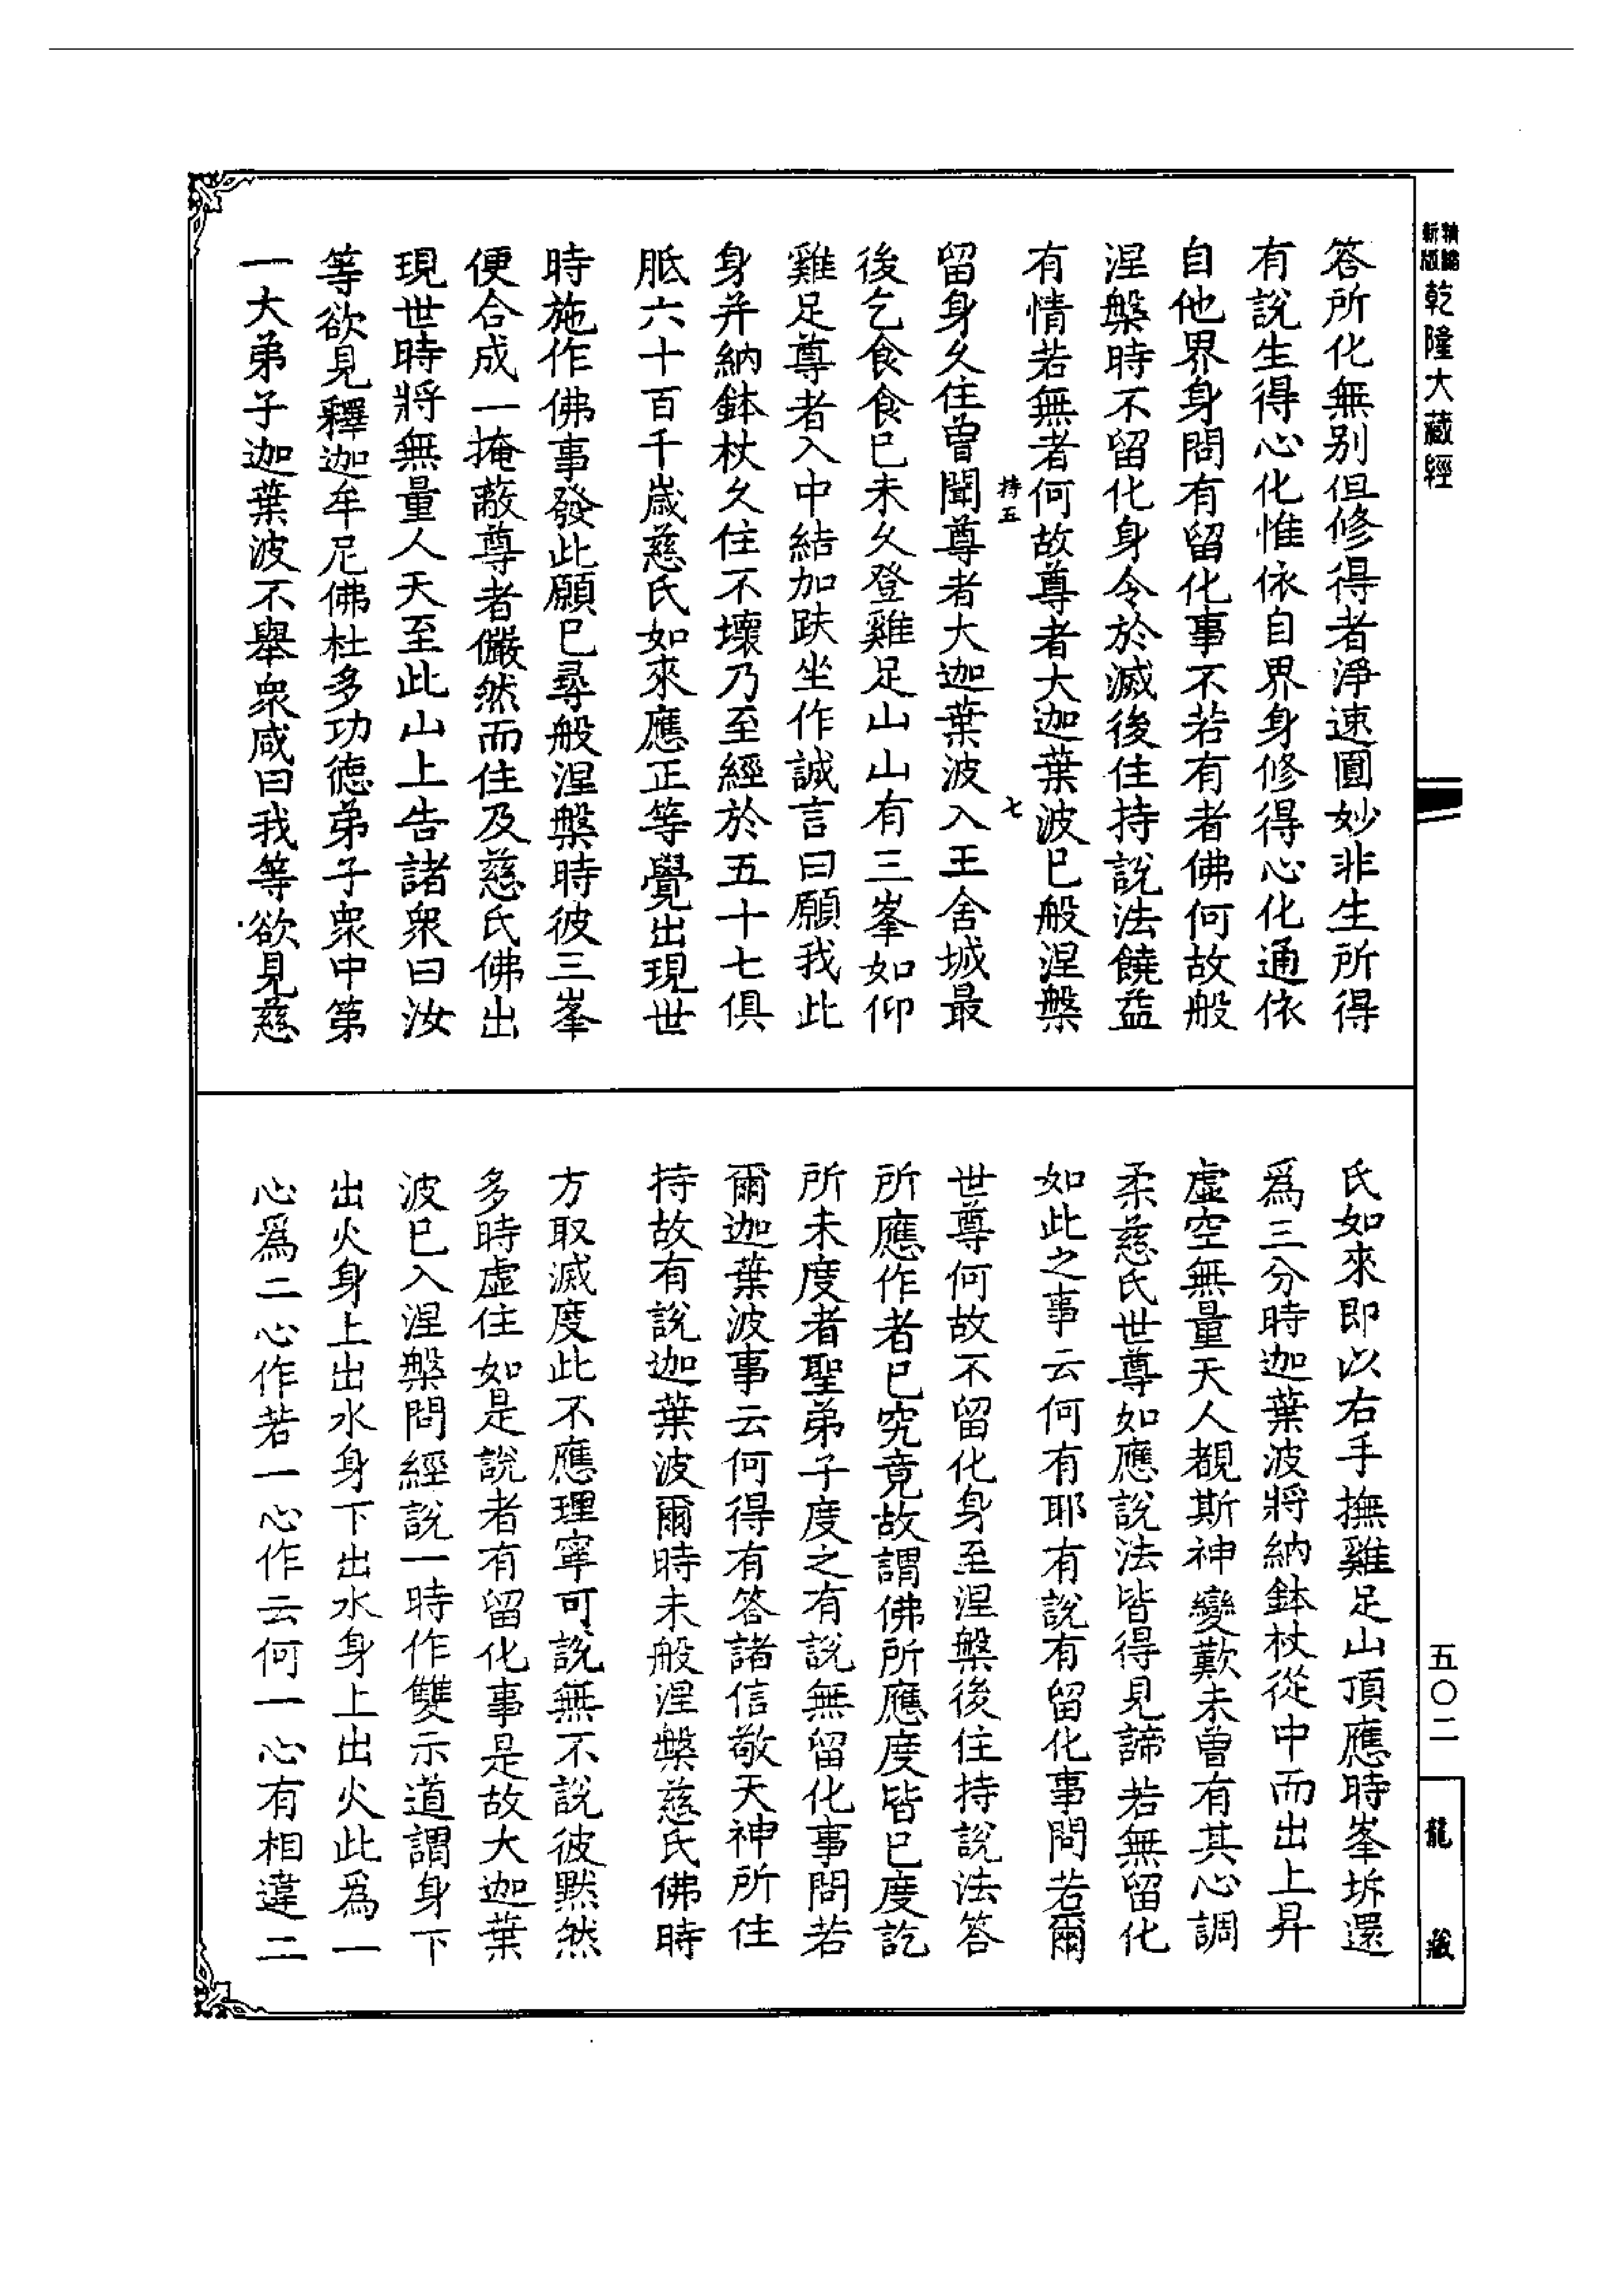 新版
精編
乾隆大藏經
五〇二
龍藏
答所化無別但修得者淨速圓妙非生所得
有說生得心化惟依自界身修得心化通依
自他界身問有留化事不若有者佛何故般
涅槃時不留化身令於滅後住持說法饒益
有情若無者何故尊者大迦葉波已般涅槃
持五
七
留身久住曾聞尊者大迦葉波入王舍城最
後乞食食已未久登雞足山山有三峯如仰
雞足尊者入中結加趺坐作誠言曰願我此
身并納鉢杖久住不壞乃至經於五十七俱
胝六十百千歲慈氏如來應正等覺出現世
時施作佛事發此願已尋般涅槃時彼三峯
便合成一掩蔽尊者儼然而住及慈氏佛出
現世時將無量人天至此山上告諸衆曰汝
等欲見釋迦牟尼佛杜多功德弟子衆中第
一大弟子迦葉波不舉衆咸曰我等欲見慈
氏如來即以右手撫雞足山頂應時峯坼還
爲三分時迦葉波將納鉢杖從中而出上昇
虛空無量天人覩斯神變歎未曾有其心調
柔慈氏世尊如應說法皆得見諦若無留化
如此之事云何有耶有說有留化事問若爾
世尊何故不留化身至涅槃後住持說法答
所應作者已究竟故謂佛所應度皆已度訖
所未度者聖弟子度之有說無留化事問若
爾迦葉波事云何得有答諸信敬天神所住
持故有說迦葉波爾時未般涅槃慈氏佛時
方取滅度此不應理寧可說無不說彼默然
多時虛住如是說者有留化事是故大迦葉
波已入涅槃問經說一時作雙示道謂身下
出火身上出水身下出水身上出火此爲一
心爲二心作若一心作云何一心有相違二